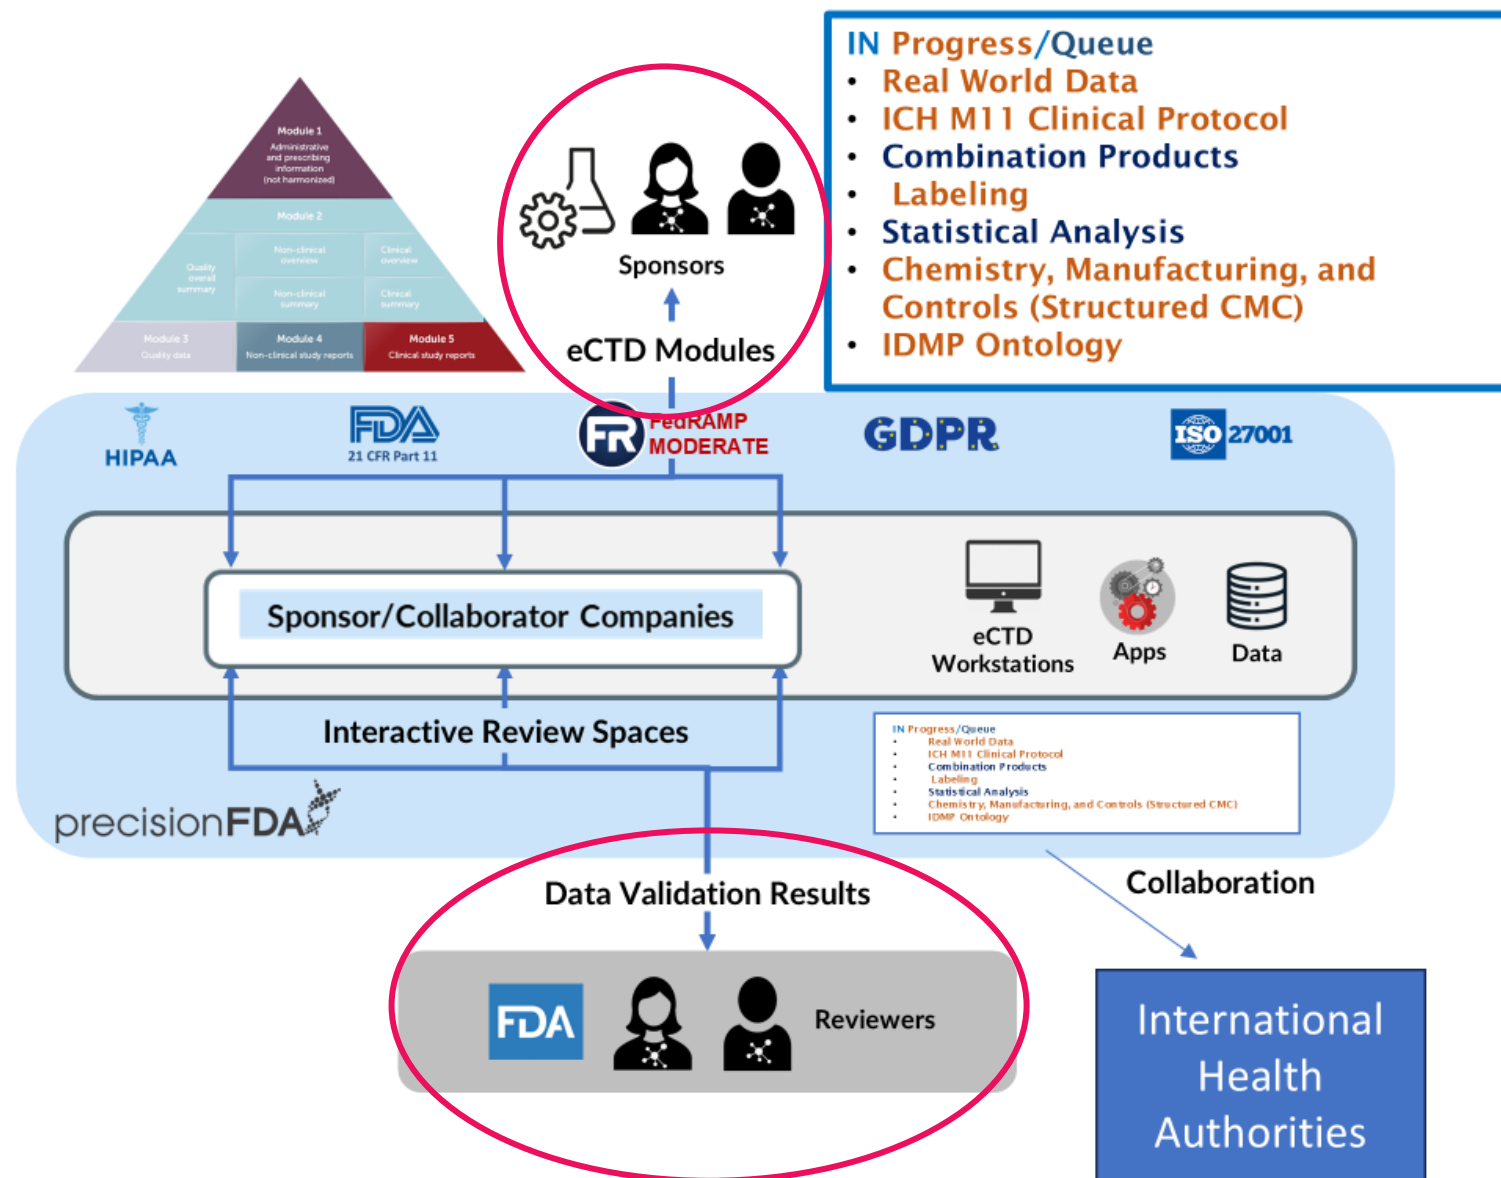 IN Progress/Queue
• Real World Data
• ICH M11 Clinical Protocol
• Combination Products
• Labeling
• Statistical Analysis
• Chemistry, Manufacturing, and
Controls (Structured CMC)
• IDMP Ontology
Module 1
Administrative
and prescribing
information
(not harmonized)
Module 2
Quality
overall
summary
Non-clinical
overview
Clinical
overview
Non-clinical
summary
Clinical
summary
Module 3
Quality data
Module 4
Non-clinical study reports
Module 5
Clinical study reports
Sponsors
eCTD Modules
HIPAA
FDA
21 CFR Part 11
FR
FedRAMP
MODERATE
GDPR
ISO 27001
Sponsor/Collaborator Companies
eCTD
Workstations
Apps
Data
Interactive Review Spaces
IN Progress/Queue
• Real World Data
• ICH M11 Clinical Protocol
• Combination Products
• Labeling
• Statistical Analysis
• Chemistry, Manufacturing, and Controls (Structured CMC)
• IDMP Ontology
precisionFDA
Data Validation Results
Collaboration
FDA
Reviewers
International
Health
Authorities